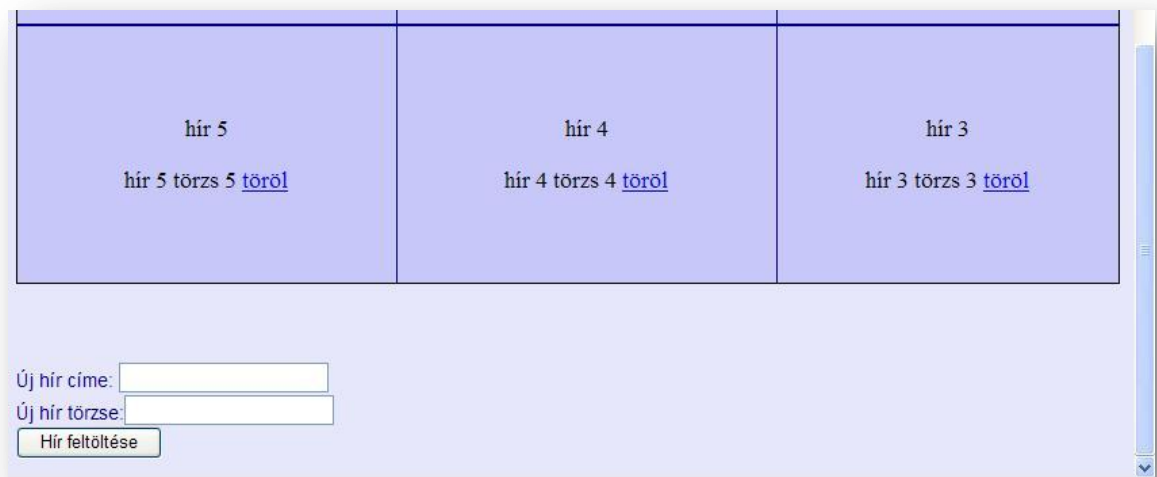 hír 5 hír 4 hír 3
hír 5 törzs 5 töröl hír 4 törzs 4 töröl hír 3 törzs 3 töröl
Új hír címe:
Új hír törzse:
Hír feltöltése